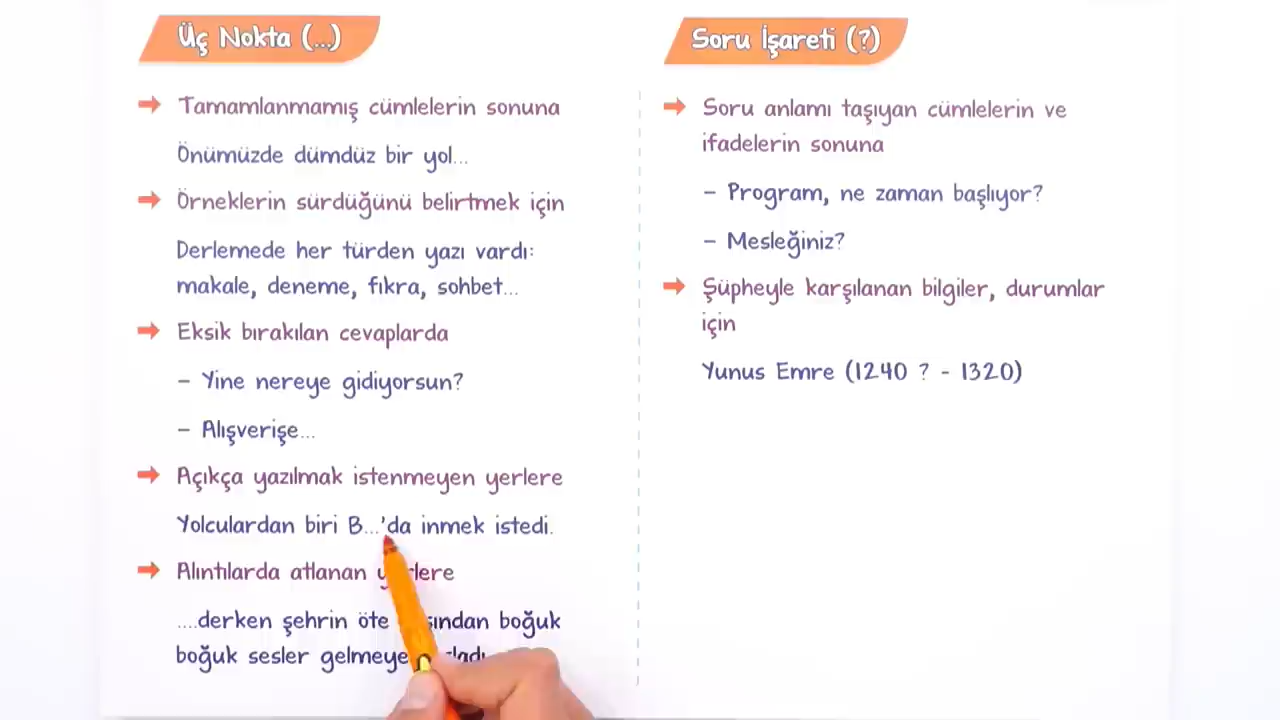 Üç Nokta (...)
Tamamlanmamış cümlelerin sonuna
Önümüzde dümdüz bir yol...
Örneklerin sürdüğünü belirtmek için
Derlemede her türden yazı vardı:
makale, deneme, fıkra, sohbet...
Eksik bırakılan cevaplarda
– Yine nereye gidiyorsun?
– Alışverişe...
Açıkça yazılmak istenmeyen yerlere
Yolculardan biri B...'da inmek istedi.
Alıntılarda atlanan yerlere
....derken şehrin öte boğuk
boğuk sesler
Soru İşareti (?)
Soru anlamı taşıyan cümlelerin ve
ifadelerin sonuna
– Program, ne zaman başlıyor?
– Mesleğiniz?
Şüpheyle karşılanan bilgiler, durumlar
için
Yunus Emre (1240 ? - 1320)